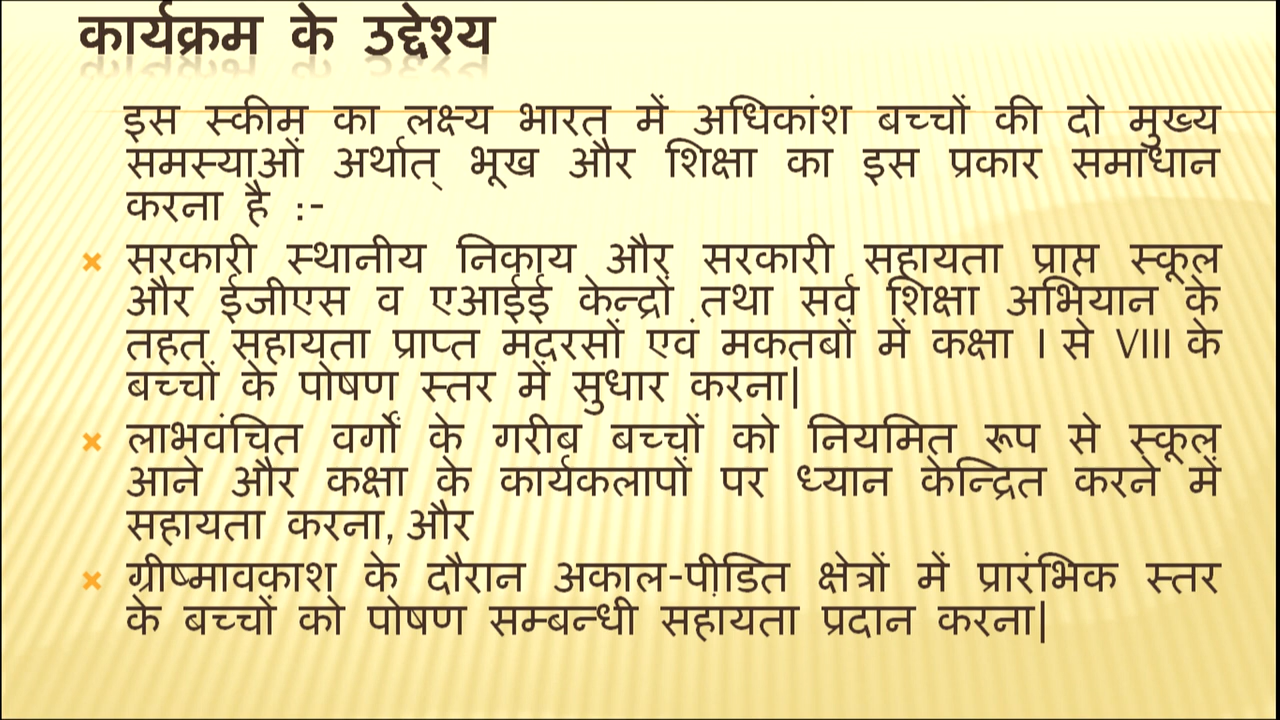 कार्यक्रम के उद्देश्य
इस स्कीम का लक्ष्य भारत में अधिकांश बच्चों की दो मुख्य
समस्याओं अर्थात् भूख और शिक्षा का इस प्रकार समाधान
करना है :-
सरकारी स्थानीय निकाय और सरकारी सहायता प्राप्त स्कूल
और ईजीएस व एआईई केन्द्रों तथा सर्व शिक्षा अभियान के
तहत सहायता प्राप्त मदरसों एवं मकतबों में कक्षा I से VIII के
बच्चों के पोषण स्तर में सुधार करना|
लाभवंचित वर्गों के गरीब बच्चों को नियमित रूप से स्कूल
आने और कक्षा के कार्यकलापों पर ध्यान केन्द्रित करने में
सहायता करना, और
ग्रीष्मावकाश के दौरान अकाल-पीडि़त क्षेत्रों में प्रारंभिक स्तर
के बच्चों को पोषण सम्बन्धी सहायता प्रदान करना|